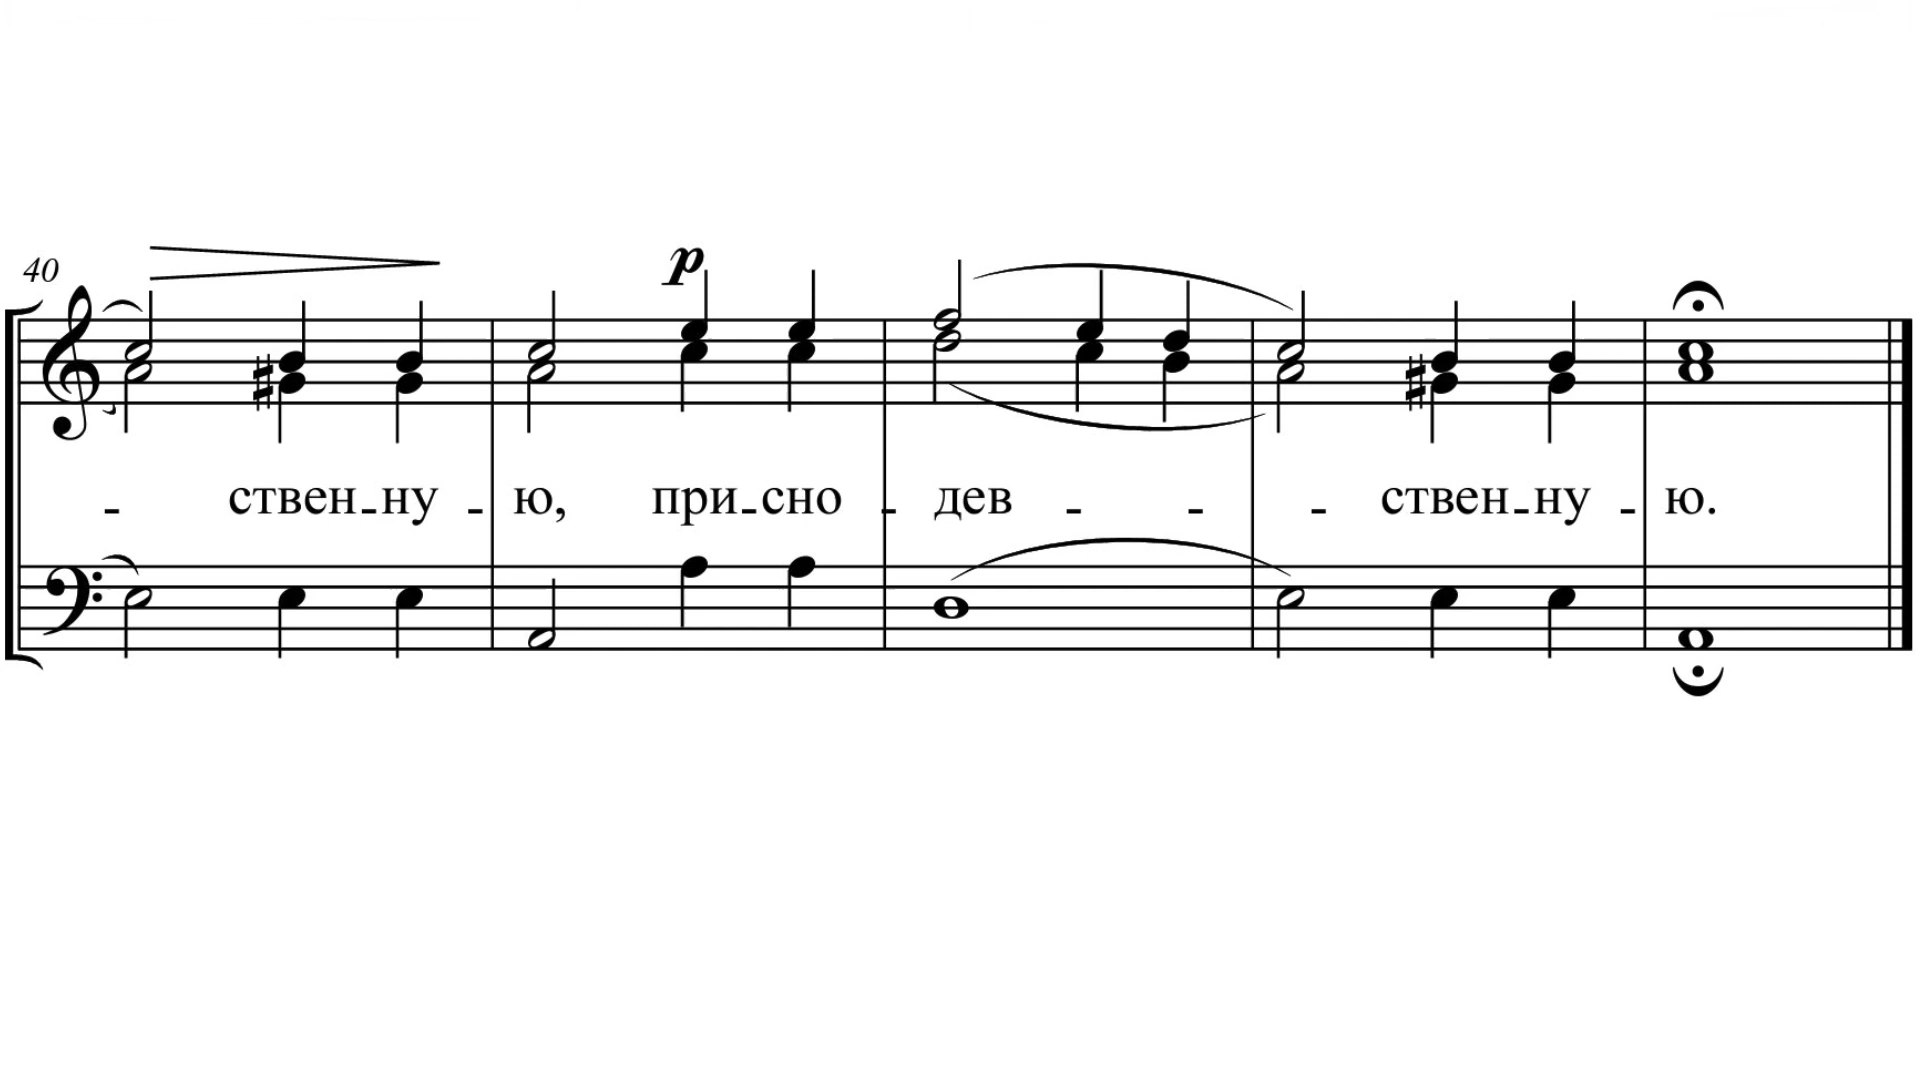 40
p
- ствен-ну - ю, при-сно - дев - - - ствен-ну - ю.